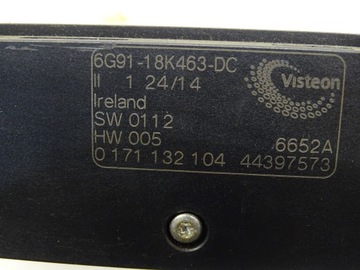 6G91-18K463-DC
II 1 24/14
Visteon
Ireland
SW 0112
HW 005
6652A
0 171 132 104 44397573